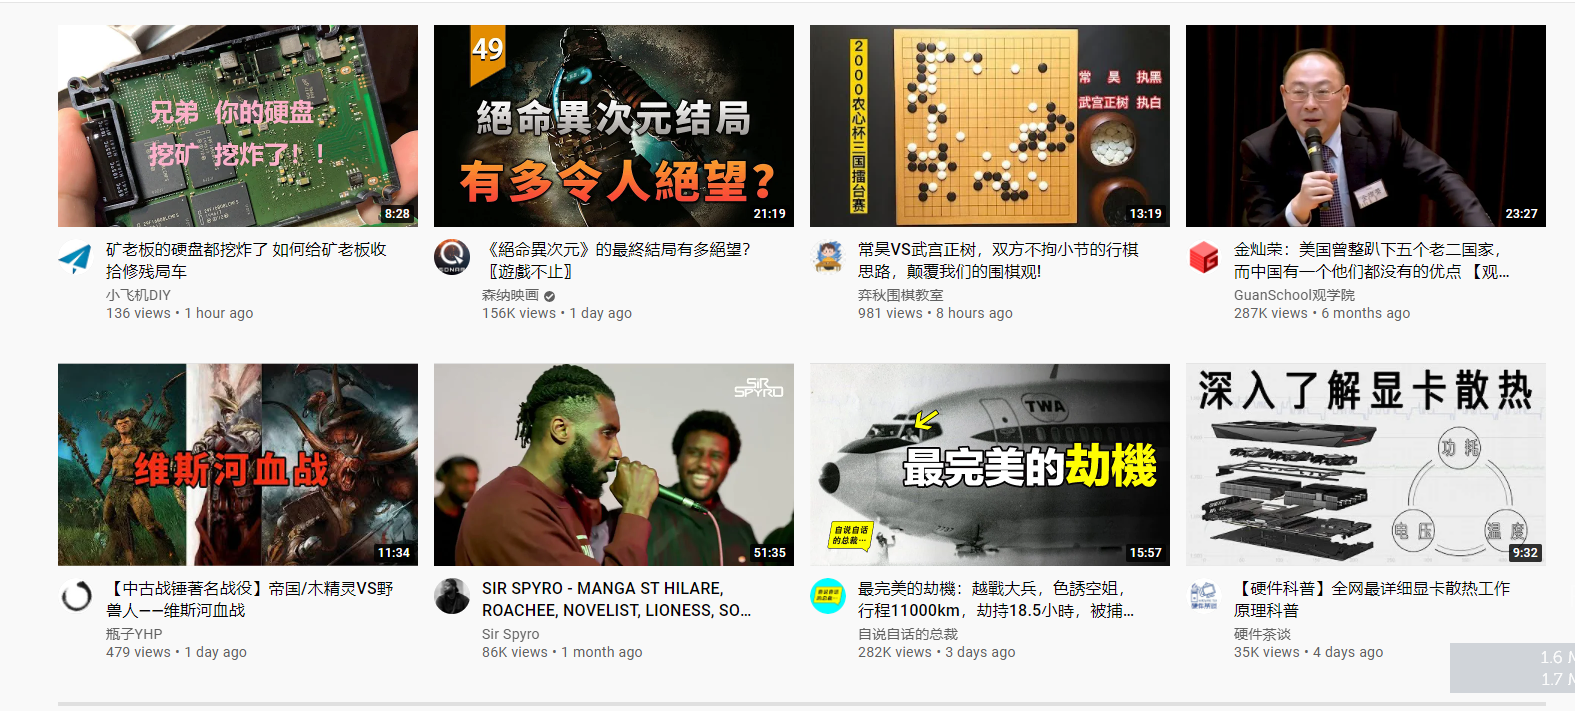 兄弟 你的硬盘
挖矿 挖炸了！！
8:28
49
絕命異次元结局
有多令人絕望？
21:19
2000农心杯三国擂台赛
常昊 执黑
武宫正树 执白
13:19
23:27
矿老板的硬盘都挖炸了 如何给矿老板收
拾修残局车
小飞机DIY
136 views • 1 hour ago
SONAR
《絕命異次元》的最終結局有多絕望？
〖遊戲不止〗
森纳映画
156K views • 1 day ago
常昊VS武宫正树，双方不拘小节的行棋
思路，颠覆我们的围棋观!
弈秋围棋教室
981 views • 8 hours ago
金灿荣：美国曾整趴下五个老二国家，
而中国有一个他们都没有的优点 【观...
GuanSchool观学院
287K views • 6 months ago
维斯河血战
11:34
SIR
SPYRO
51:35
TWA
最完美的劫機
自说自话
的总裁…
15:57
深入了解显卡散热
功耗
电压
温度
9:32
【中古战锤著名战役】帝国/木精灵VS野
兽人——维斯河血战
瓶子YHP
479 views • 1 day ago
SIR SPYRO - MANGA ST HILARE,
ROACHEE, NOVELIST, LIONESS, SO...
Sir Spyro
86K views • 1 month ago
最完美的劫機：越戰大兵，色誘空姐，
行程11000km，劫持18.5小時，被捕...
自说自话的总裁
282K views • 3 days ago
硬件茶谈
【硬件科普】全网最详细显卡散热工作
原理科普
硬件茶谈
35K views • 4 days ago
1.6 M
1.7 M